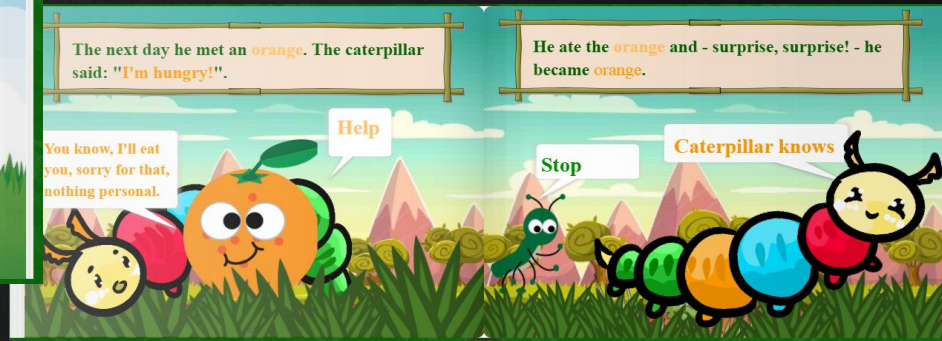 The next day he met an orange. The caterpillar
said: "I'm hungry!".
Help
You know, I'll eat
you, sorry for that,
nothing personal.
He ate the orange and - surprise, surprise! - he
became orange.
Stop
Caterpillar knows